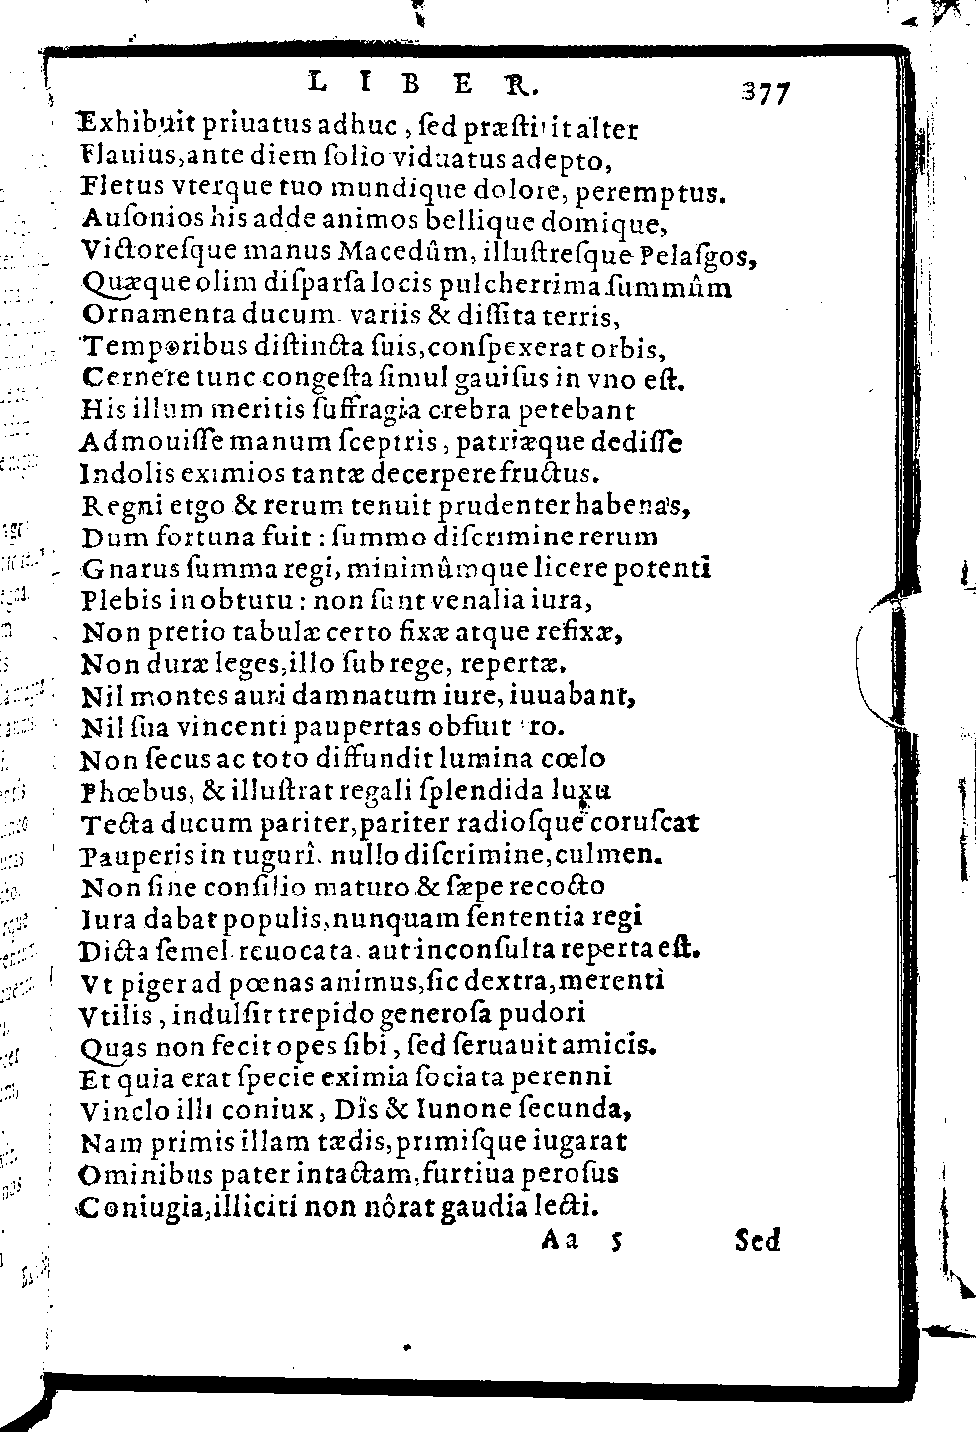 LIBER. 377
Exhibuit priuatus adhuc, ſed præſtitit alter
Flauius, ante diem ſolio viduatus adepto,
Fletus vterque tuo mundique dolore, peremptus.
Auſonios his adde animos bellique domique,
Victoreſque manus Macedûm, illuſtreſque Pelaſgos,
Quæque olim diſparſa locis pulcherrima ſummûm
Ornamenta ducum variis & diſſita terris,
Temporibus diſtincta ſuis, conſpexerat orbis,
Cernere tunc congeſta ſimul gauiſus in vno eſt.
His illum meritis ſuffragia crebra petebant
Admouiſſe manum ſceptris, patriæque dediſſe
Indolis eximios tantæ decerpere fructus.
Regni etgo & rerum tenuit prudenter habenas,
Dum fortuna fuit : ſummo diſcrimine rerum
Gnarus ſumma regi, minimûmque licere potenti
Plebis in obtutu : non ſunt venalia iura,
Non pretio tabulæ certo fixæ atque refixæ,
Non duræ leges, illo ſub rege, repertæ.
Nil montes auri damnatum iure, iuuabant,
Nil ſua vincenti paupertas obfuit
Non ſecus ac toto diffundit lumina cœlo
Phœbus, & illuſtrat regali ſplendida luxu
Tecta ducum pariter, pariter radioſque coruſcat
Pauperis in tugurî nullo diſcrimine, culmen.
Non ſine conſilio maturo & ſæpe recocto
Iura dabat populis, nunquam ſententia regi
Dicta ſemel reuocata aut inconſulta reperta eſt.
Vt piger ad pœnas animus, ſic dextra, merenti
Vtilis, indulſit trepido generoſa pudori
Quas non fecit opes ſibi, ſed ſeruauit amicis.
Et quia erat ſpecie eximia ſociata perenni
Vinclo illi coniux, Dîs & Iunone ſecunda,
Nam primis illam tædis, primiſque iugarat
Ominibus pater intactam, furtiua peroſus
Coniugia, illiciti non nôrat gaudia lecti.
Aa 5 Sed